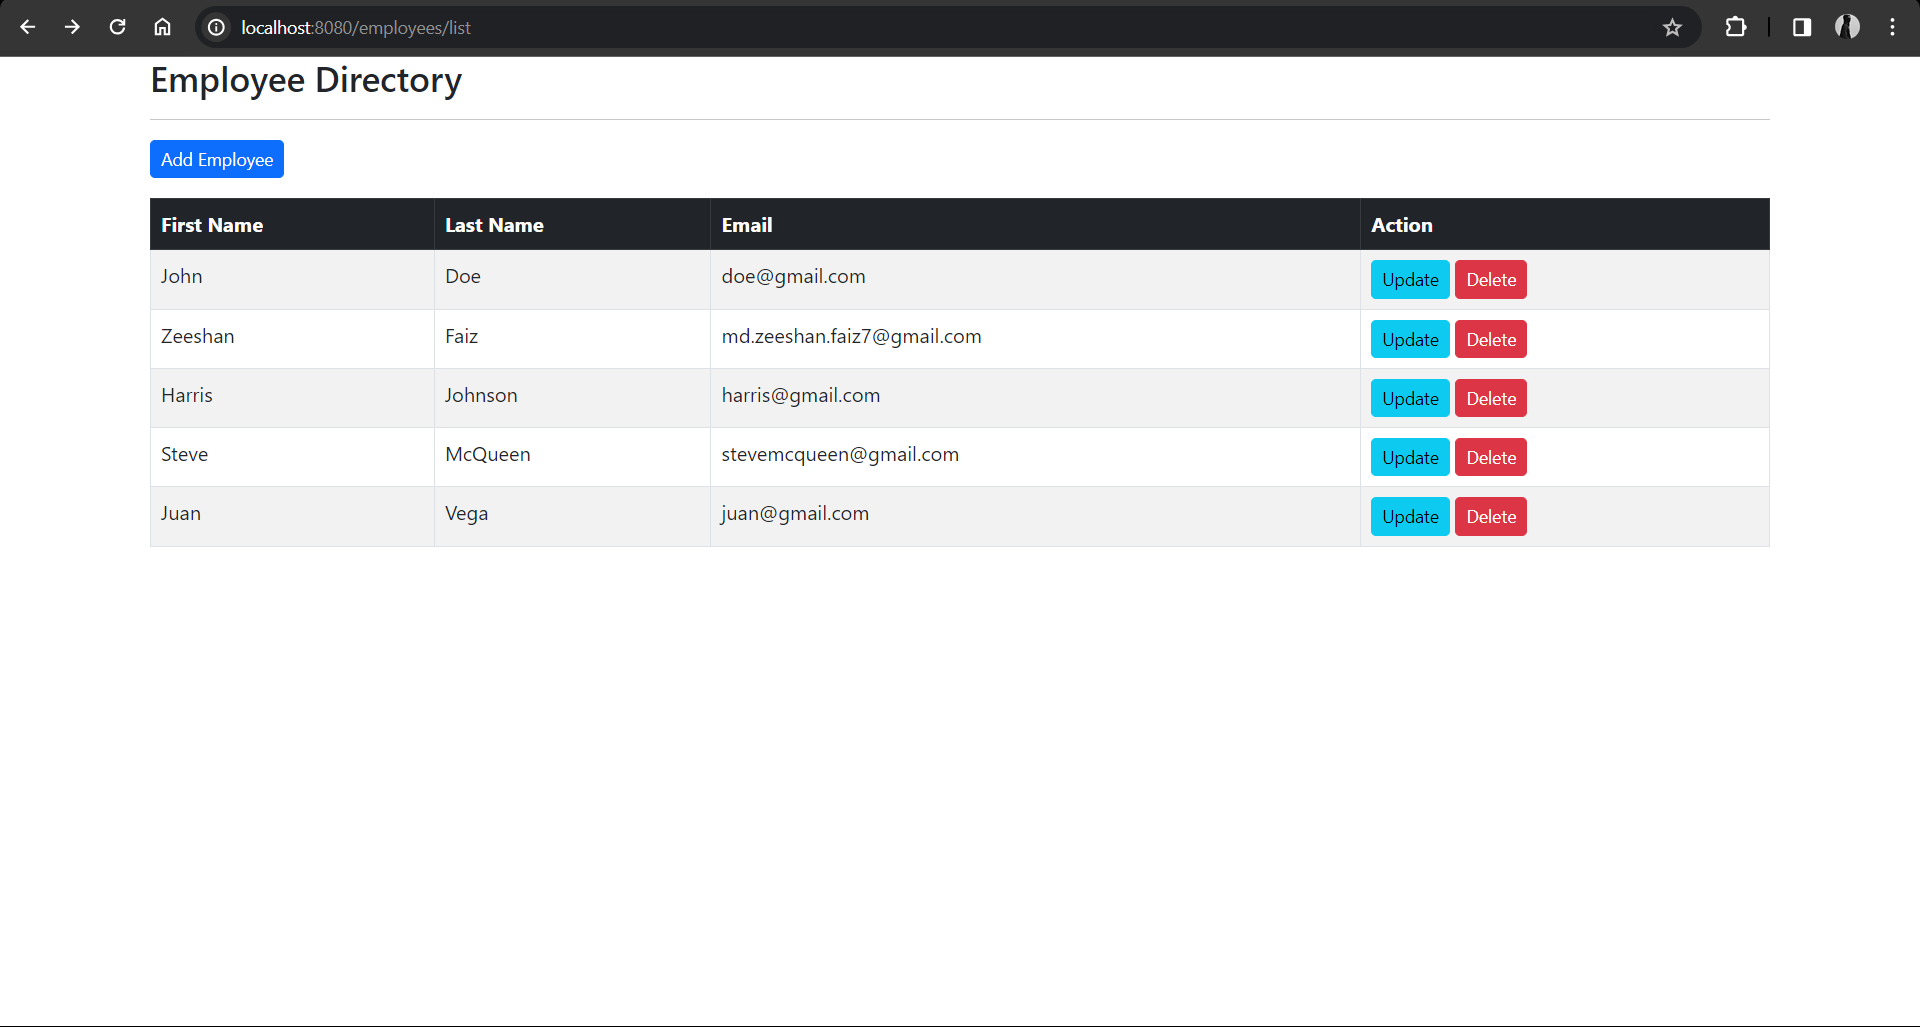 localhost:8080/employees/list
Employee Directory
Add Employee
First Name Last Name Email Action
John Doe doe@gmail.com Update Delete
Zeeshan Faiz md.zeeshan.faiz7@gmail.com Update Delete
Harris Johnson harris@gmail.com Update Delete
Steve McQueen stevemcqueen@gmail.com Update Delete
Juan Vega juan@gmail.com Update Delete